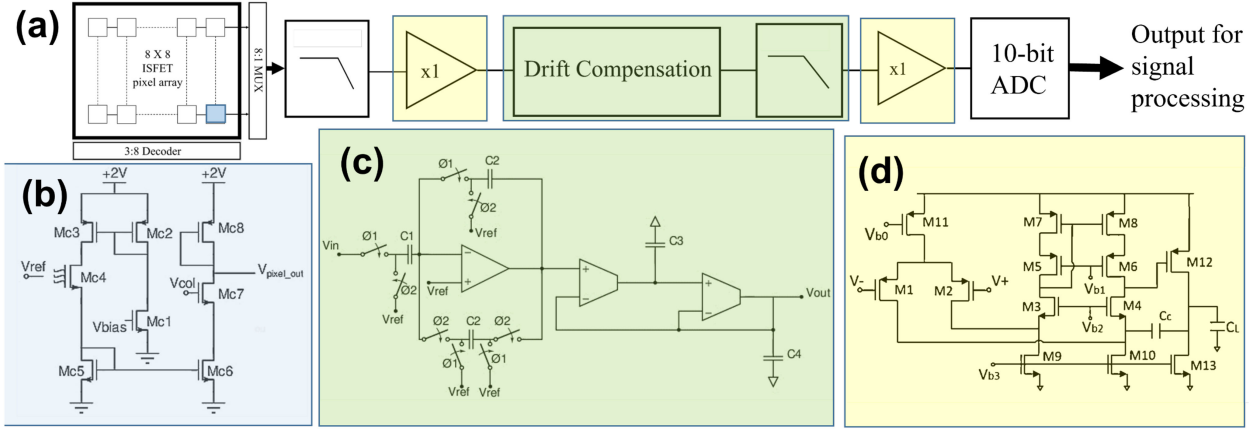 (a)
8 X 8
ISFET
pixel array
8:1 MUX
3:8 Decoder
x1
Drift Compensation
x1
10-bit
ADC
Output for
signal
processing
(b)
+2V
+2V
Mc3
Mc2
Mc8
Vref
Mc4
Vpixel_out
Vcol
Mc7
Vbias
Mc1
Mc5
Mc6
(c)
Ø1
C2
Ø2
Vref
Vin
Ø1
C1
Ø2
Vref
Vref
−
+
Ø2
C2
Ø2
Ø1
Ø1
Vref
Vref
+
−
C3
+
−
Vout
C4
(d)
Vb0
M11
M7
M8
V-
M1
M2
V+
M5
M6
M12
Vb1
M3
M4
Vb2
Cc
CL
M9
M10
M13
Vb3